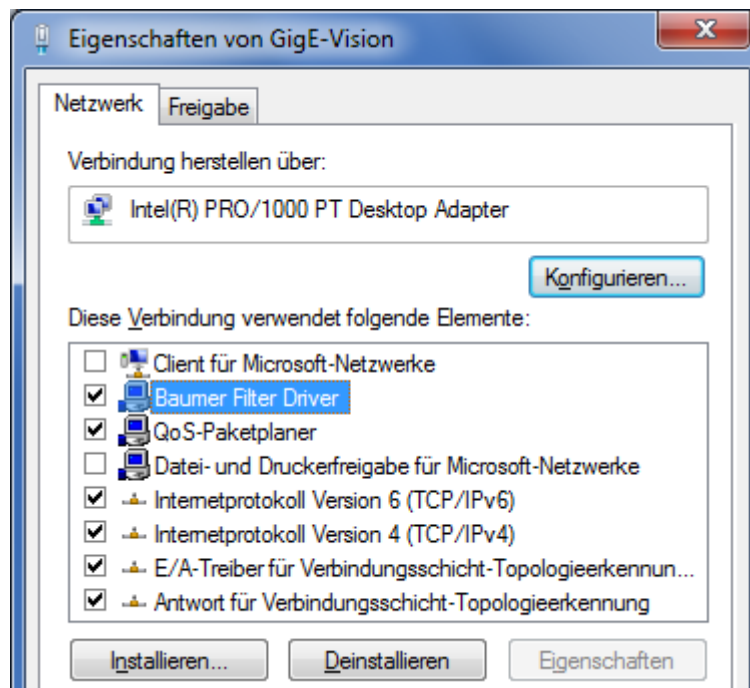 Eigenschaften von GigE-Vision
Netzwerk Freigabe
Verbindung herstellen über:
Intel(R) PRO/1000 PT Desktop Adapter
Konfigurieren...
Diese Verbindung verwendet folgende Elemente:
Client für Microsoft-Netzwerke
Baumer Filter Driver
QoS-Paketplaner
Datei- und Druckerfreigabe für Microsoft-Netzwerke
Internetprotokoll Version 6 (TCP/IPv6)
Internetprotokoll Version 4 (TCP/IPv4)
E/A-Treiber für Verbindungsschicht-Topologieerkennun...
Antwort für Verbindungsschicht-Topologieerkennung
Installieren... Deinstallieren Eigenschaften